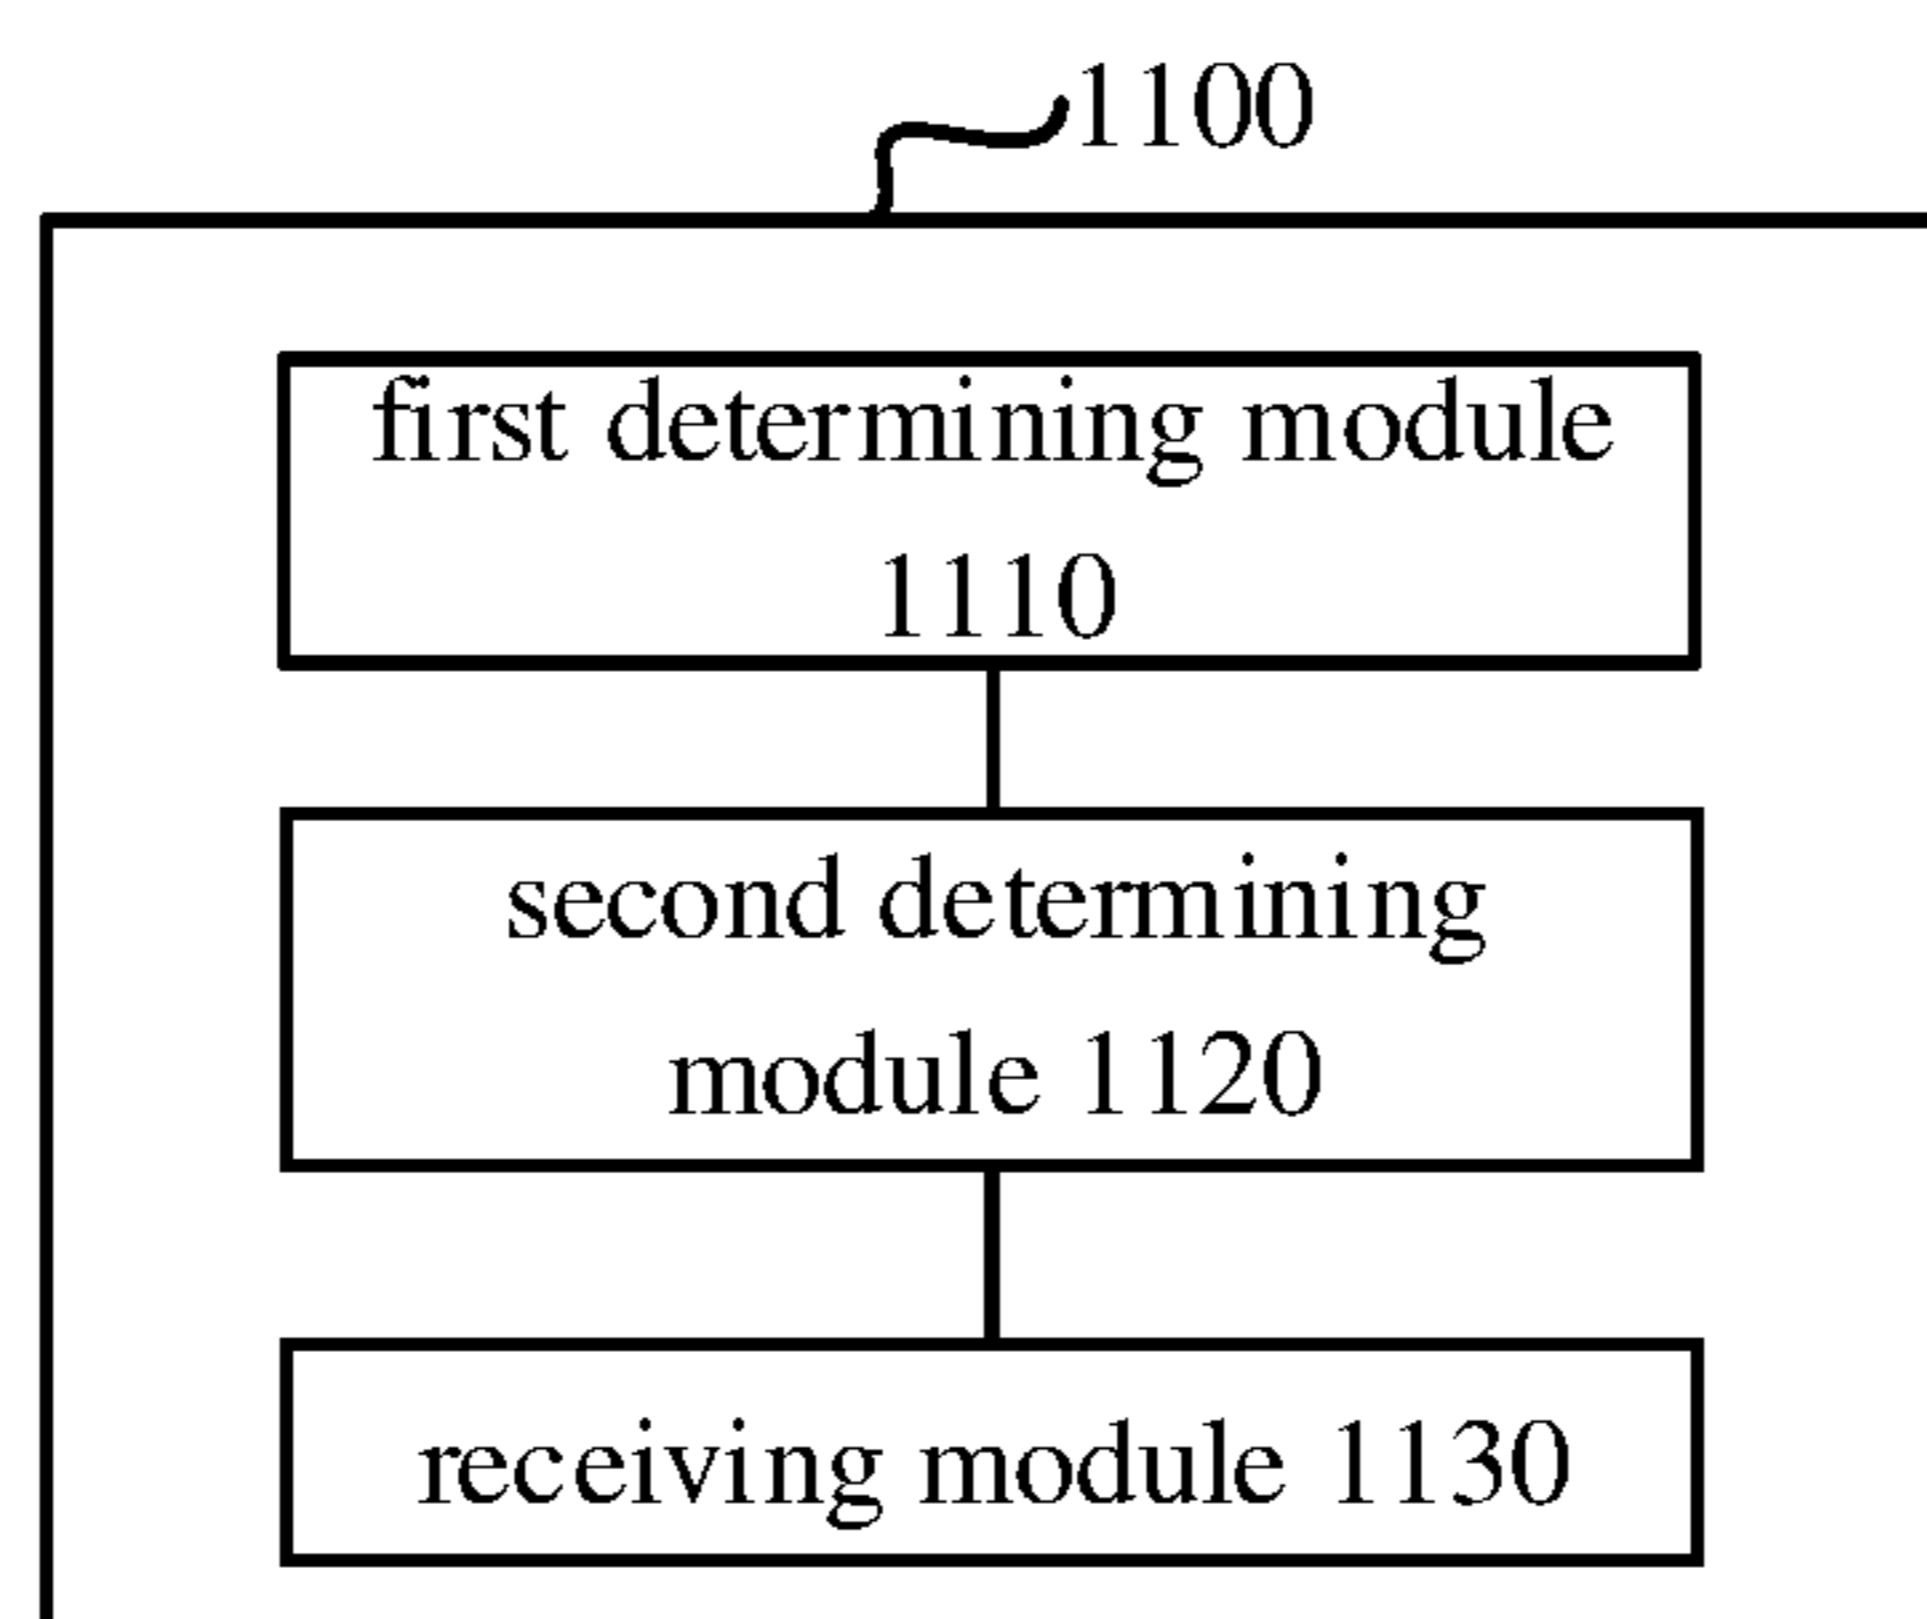 1100
first determining module
1110
second determining
module 1120
receiving module 1130